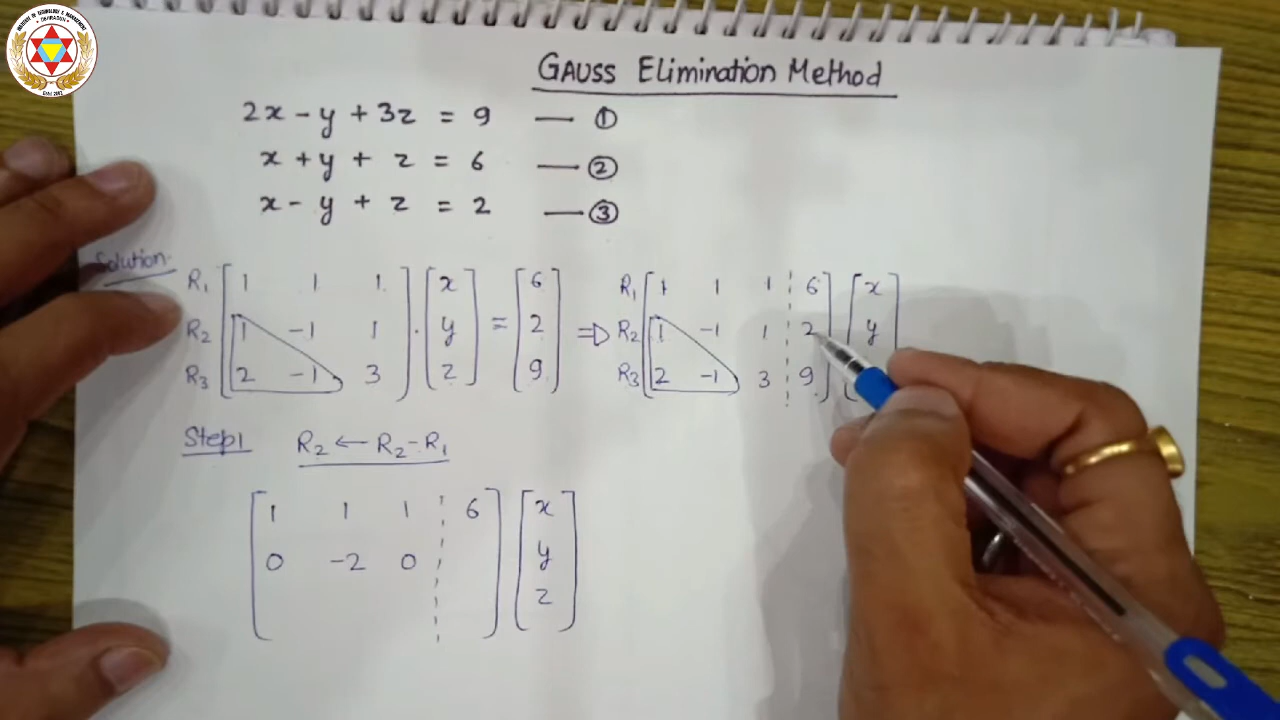 GAUSS Elimination Method
2x - y + 3z = 9 — ①
x + y + z = 6 — ②
x - y + z = 2 — ③
Solution
R₁ [ 1 1 1 ] [ x ] [ 6 ] R₁ [ 1 1 1 ¦ 6 ] [ x ]
R₂ [ 1 -1 1 ] . [ y ] = [ 2 ] ⇒ R₂ [ 1 -1 1 ¦ 2 ] [ y ]
R₃ [ 2 -1 3 ] [ z ] [ 9 ] R₃ [ 2 -1 3 ¦ 9 ]
Step1 R₂ ← R₂ - R₁
[ 1 1 1 ¦ 6 ] [ x ]
[ 0 -2 0 ¦ ] [ y ]
[ z ]